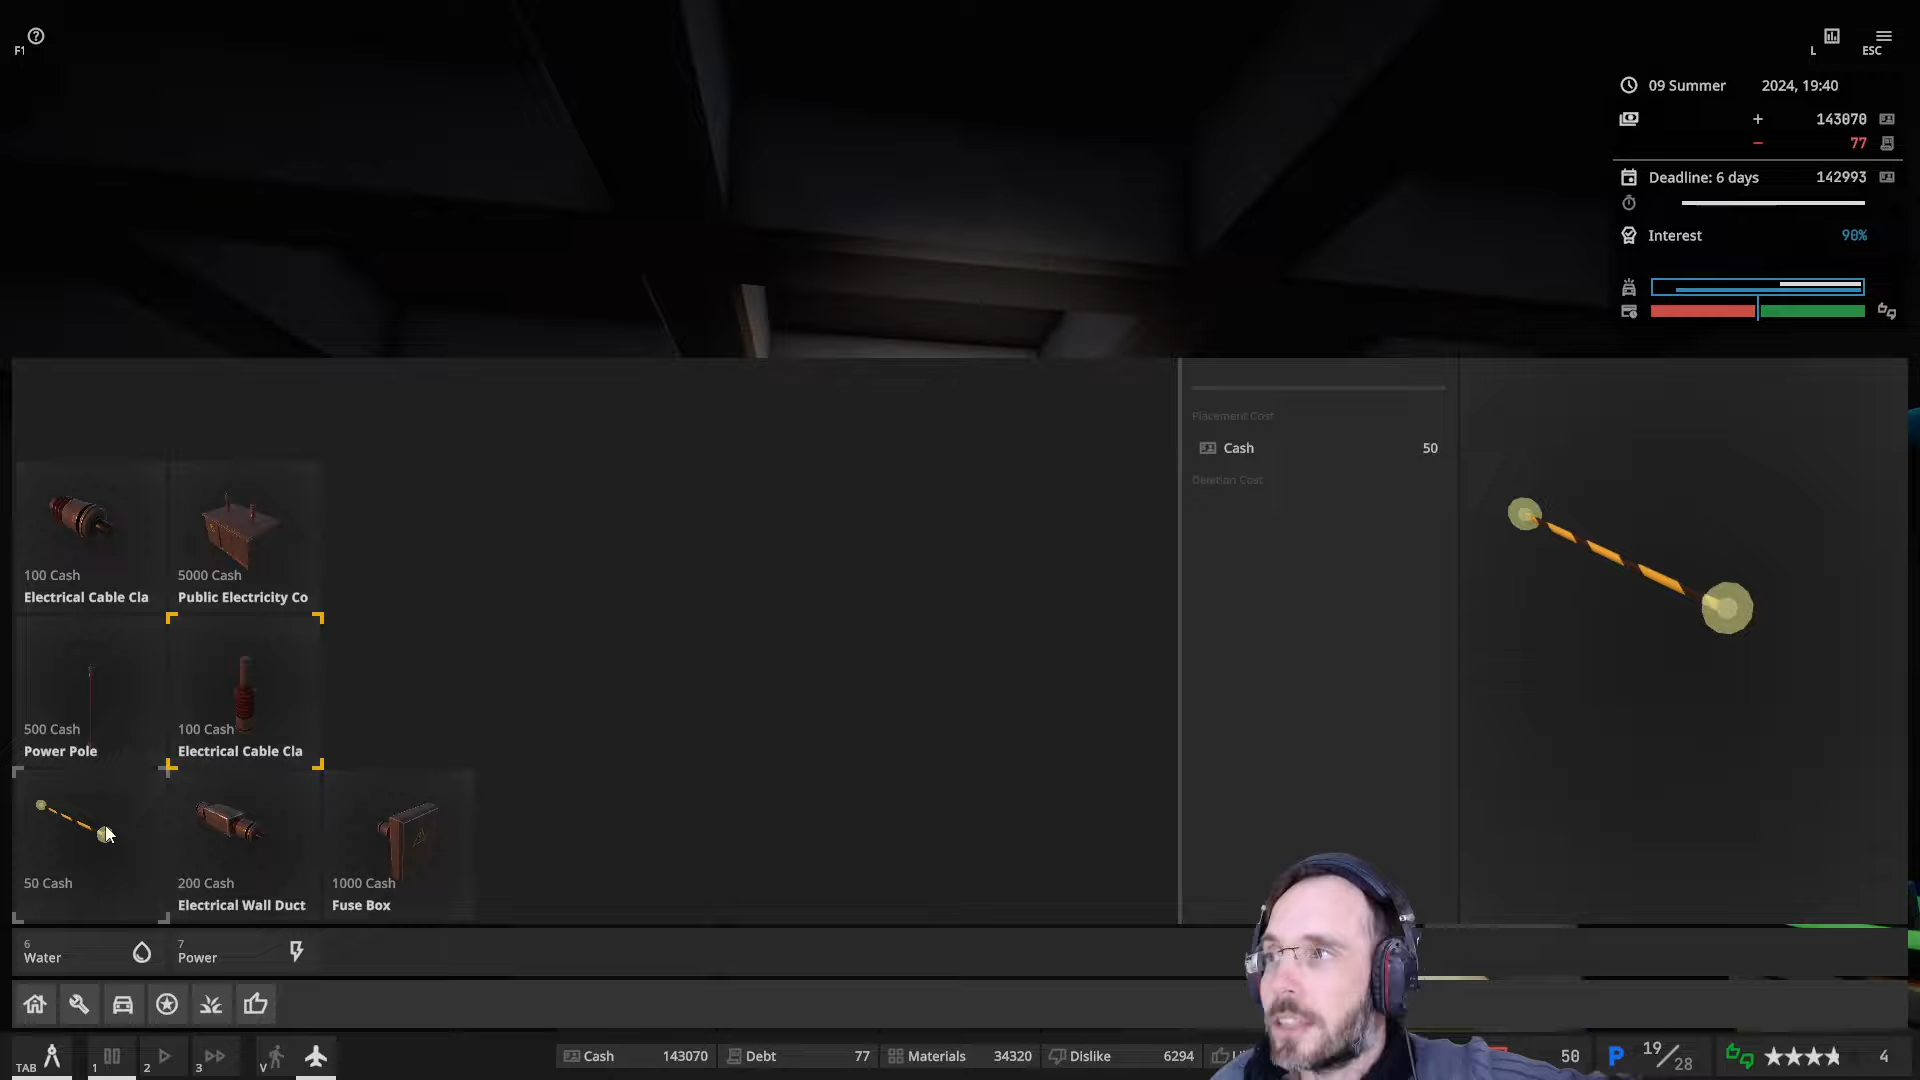 F1
L
ESC
09 Summer 2024, 19:40
+ 143070
− 77
Deadline: 6 days 142993
Interest 90%
Placement Cost
Cash 50
Deletion Cost
100 Cash
Electrical Cable Cla
5000 Cash
Public Electricity Co
500 Cash
Power Pole
100 Cash
Electrical Cable Cla
50 Cash
200 Cash
Electrical Wall Duct
1000 Cash
Fuse Box
6
Water
7
Power
TAB
1
2
3
V
Cash 143070
Debt 77
Materials 34320
Dislike 6294
50
P 19/28
4